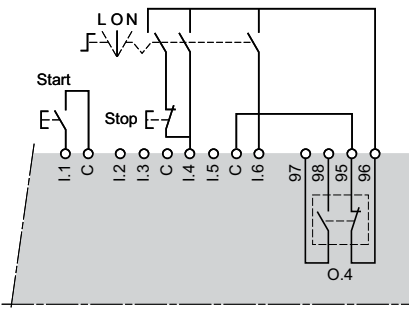 L O N
Start
Stop
I.1 C I.2 I.3 C I.4 I.5 C I.6 97 98 95 96
O.4